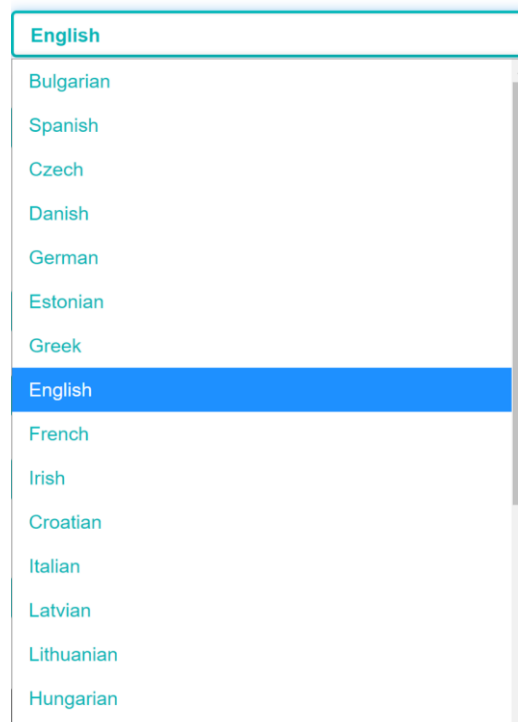 English
Bulgarian
Spanish
Czech
Danish
German
Estonian
Greek
English
French
Irish
Croatian
Italian
Latvian
Lithuanian
Hungarian